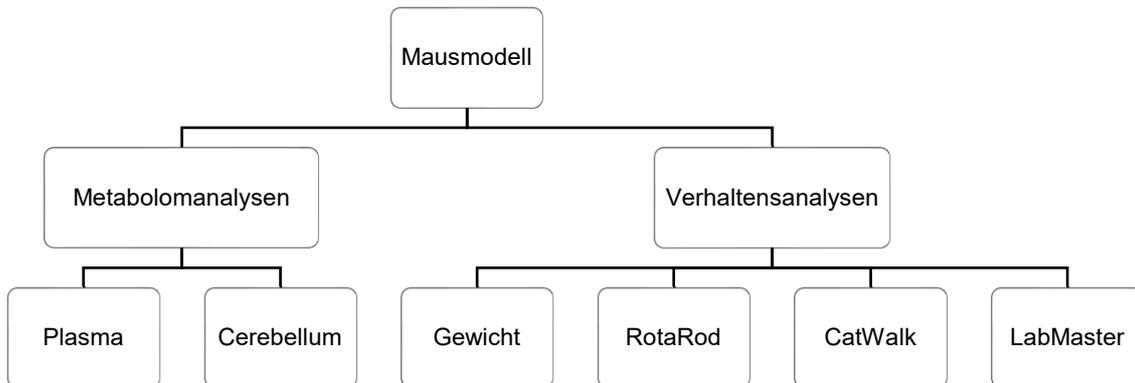 Mausmodell
Metabolomanalysen
Verhaltensanalysen
Plasma
Cerebellum
Gewicht
RotaRod
CatWalk
LabMaster